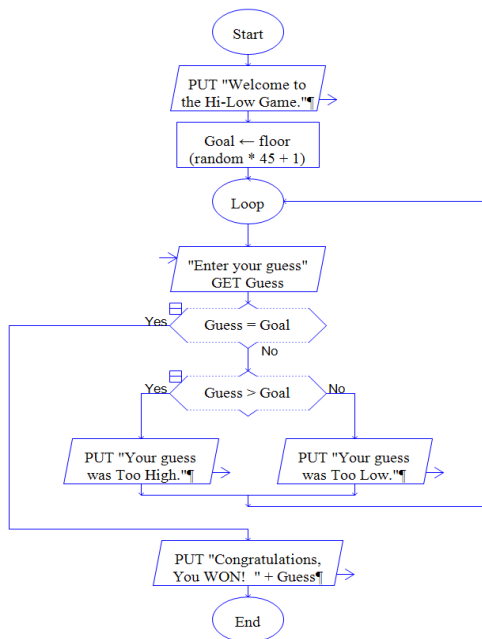 Start
PUT "Welcome to
the Hi-Low Game."¶
Goal ← floor
(random * 45 + 1)
Loop
"Enter your guess"
GET Guess
Yes
Guess = Goal
No
Yes
Guess > Goal
No
PUT "Your guess
was Too High."¶
PUT "Your guess
was Too Low."¶
PUT "Congratulations,
You WON!  " + Guess¶
End